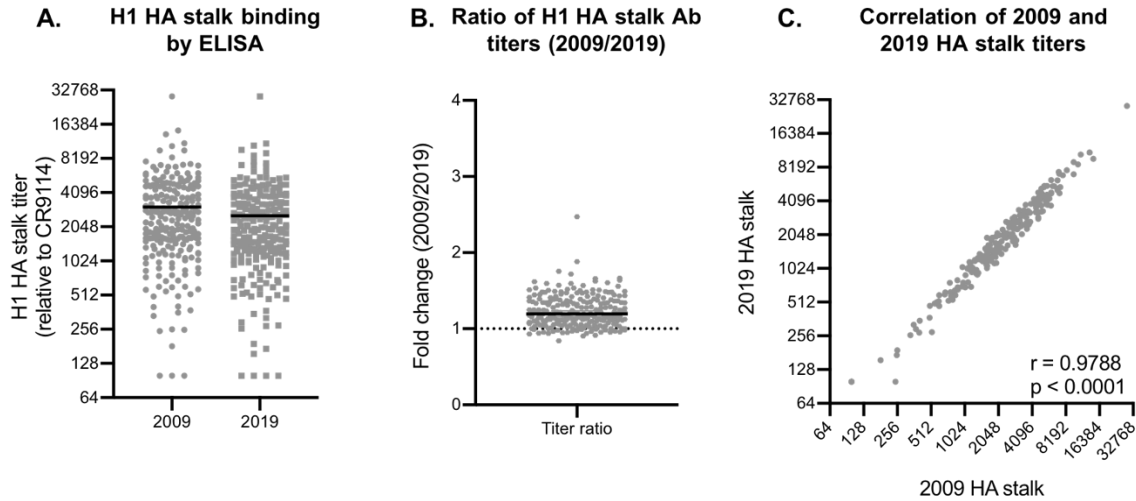 A. H1 HA stalk binding
by ELISA
H1 HA stalk titer
(relative to CR9114)
32768
16384
8192
4096
2048
1024
512
256
128
64
2009 2019
B. Ratio of H1 HA stalk Ab
titers (2009/2019)
Fold change (2009/2019)
4
3
2
1
0
Titer ratio
C. Correlation of 2009 and
2019 HA stalk titers
2019 HA stalk
32768
16384
8192
4096
2048
1024
512
256
128
64
r = 0.9788
p < 0.0001
64 128 256 512 1024 2048 4096 8192 16384 32768
2009 HA stalk